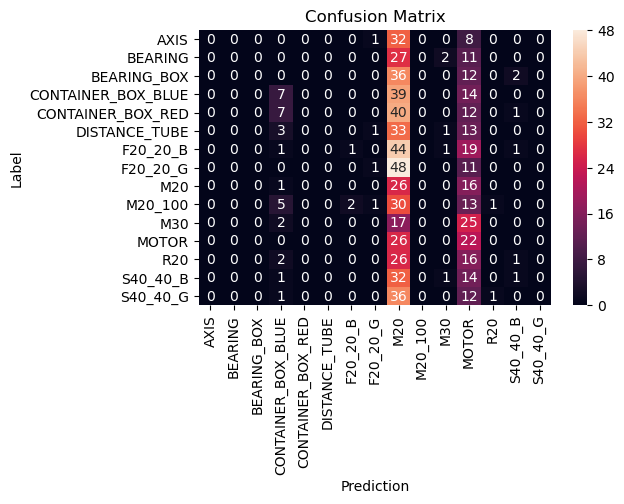 Confusion Matrix
AXIS 0 0 0 0 0 0 0 1 32 0 0 8 0 0 0
BEARING 0 0 0 0 0 0 0 0 27 0 2 11 0 0 0
BEARING_BOX 0 0 0 0 0 0 0 0 36 0 0 12 0 2 0
CONTAINER_BOX_BLUE 0 0 0 7 0 0 0 0 39 0 0 14 0 0 0
CONTAINER_BOX_RED 0 0 0 7 0 0 0 0 40 0 0 12 0 1 0
DISTANCE_TUBE 0 0 0 3 0 0 0 1 33 0 1 13 0 0 0
F20_20_B 0 0 0 1 0 0 1 0 44 0 1 19 0 1 0
F20_20_G 0 0 0 0 0 0 0 1 48 0 0 11 0 0 0
M20 0 0 0 1 0 0 0 0 26 0 0 16 0 0 0
M20_100 0 0 0 5 0 0 2 1 30 0 0 13 1 0 0
M30 0 0 0 2 0 0 0 0 17 0 0 25 0 0 0
MOTOR 0 0 0 0 0 0 0 0 26 0 0 22 0 0 0
R20 0 0 0 2 0 0 0 0 26 0 0 16 0 1 0
S40_40_B 0 0 0 1 0 0 0 0 32 0 1 14 0 1 0
S40_40_G 0 0 0 1 0 0 0 0 36 0 0 12 1 0 0
Label
AXIS
BEARING
BEARING_BOX
CONTAINER_BOX_BLUE
CONTAINER_BOX_RED
DISTANCE_TUBE
F20_20_B
F20_20_G
M20
M20_100
M30
MOTOR
R20
S40_40_B
S40_40_G
Prediction
48
40
32
24
16
8
0